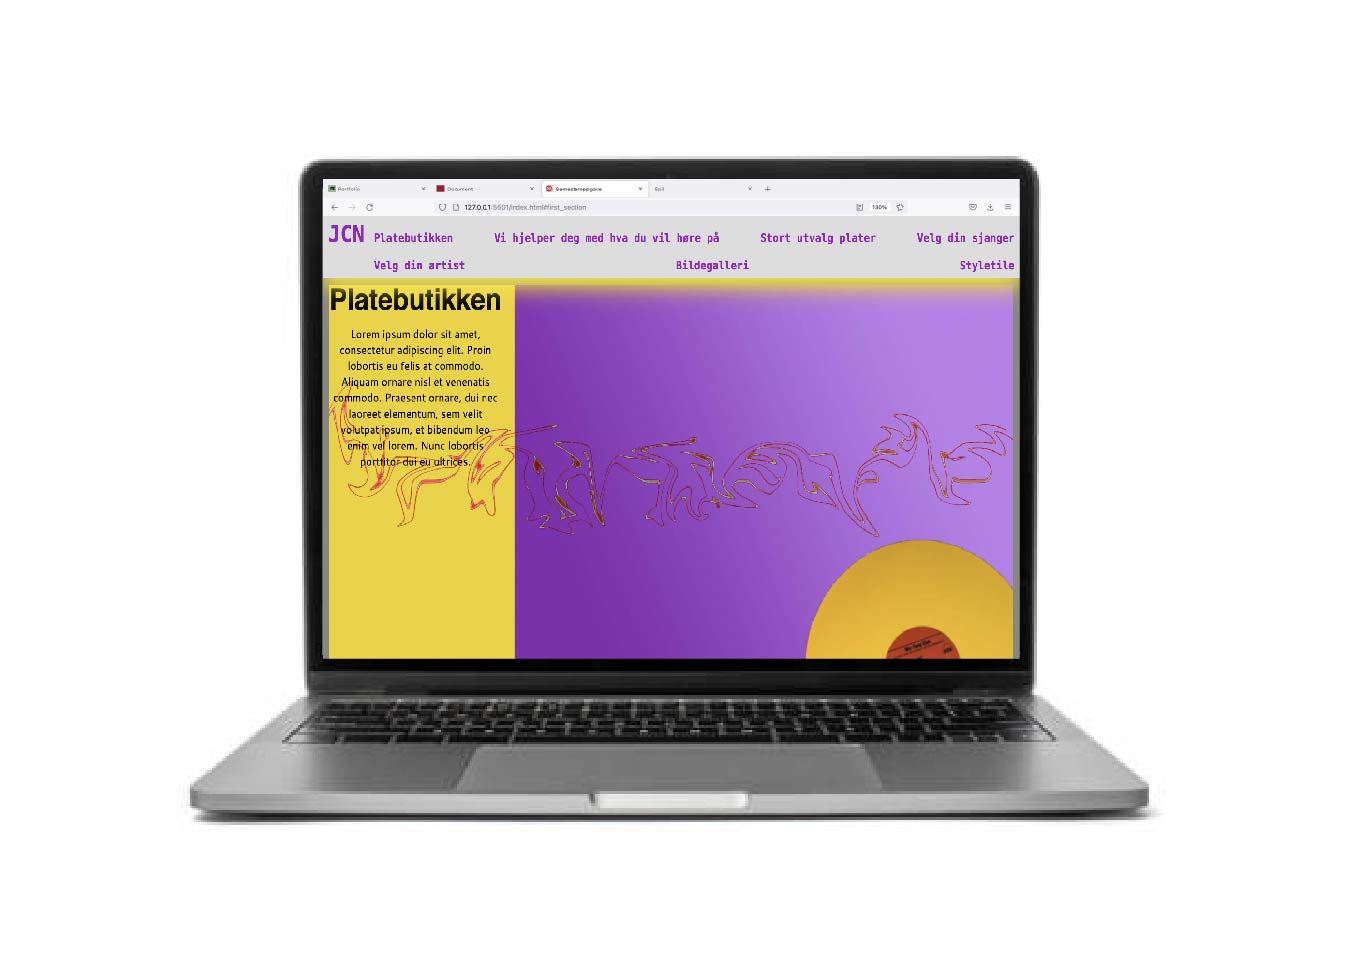 Portfolio
Document
Semesteroppgave
Spill
127.0.0.1:5501/index.html#first_section
130%
JCN Platebutikken Vi hjelper deg med hva du vil høre på Stort utvalg plater Velg din sjanger
Velg din artist Bildegalleri Styletile
Platebutikken
Lorem ipsum dolor sit amet,
consectetur adipiscing elit. Proin
lobortis eu felis at commodo.
Aliquam ornare nisl et venenatis
commodo. Praesent ornare, dui nec
laoreet elementum, sem velit
volutpat ipsum, et bibendum leo
enim vel lorem. Nunc lobortis
porttitor dui eu ultrices.